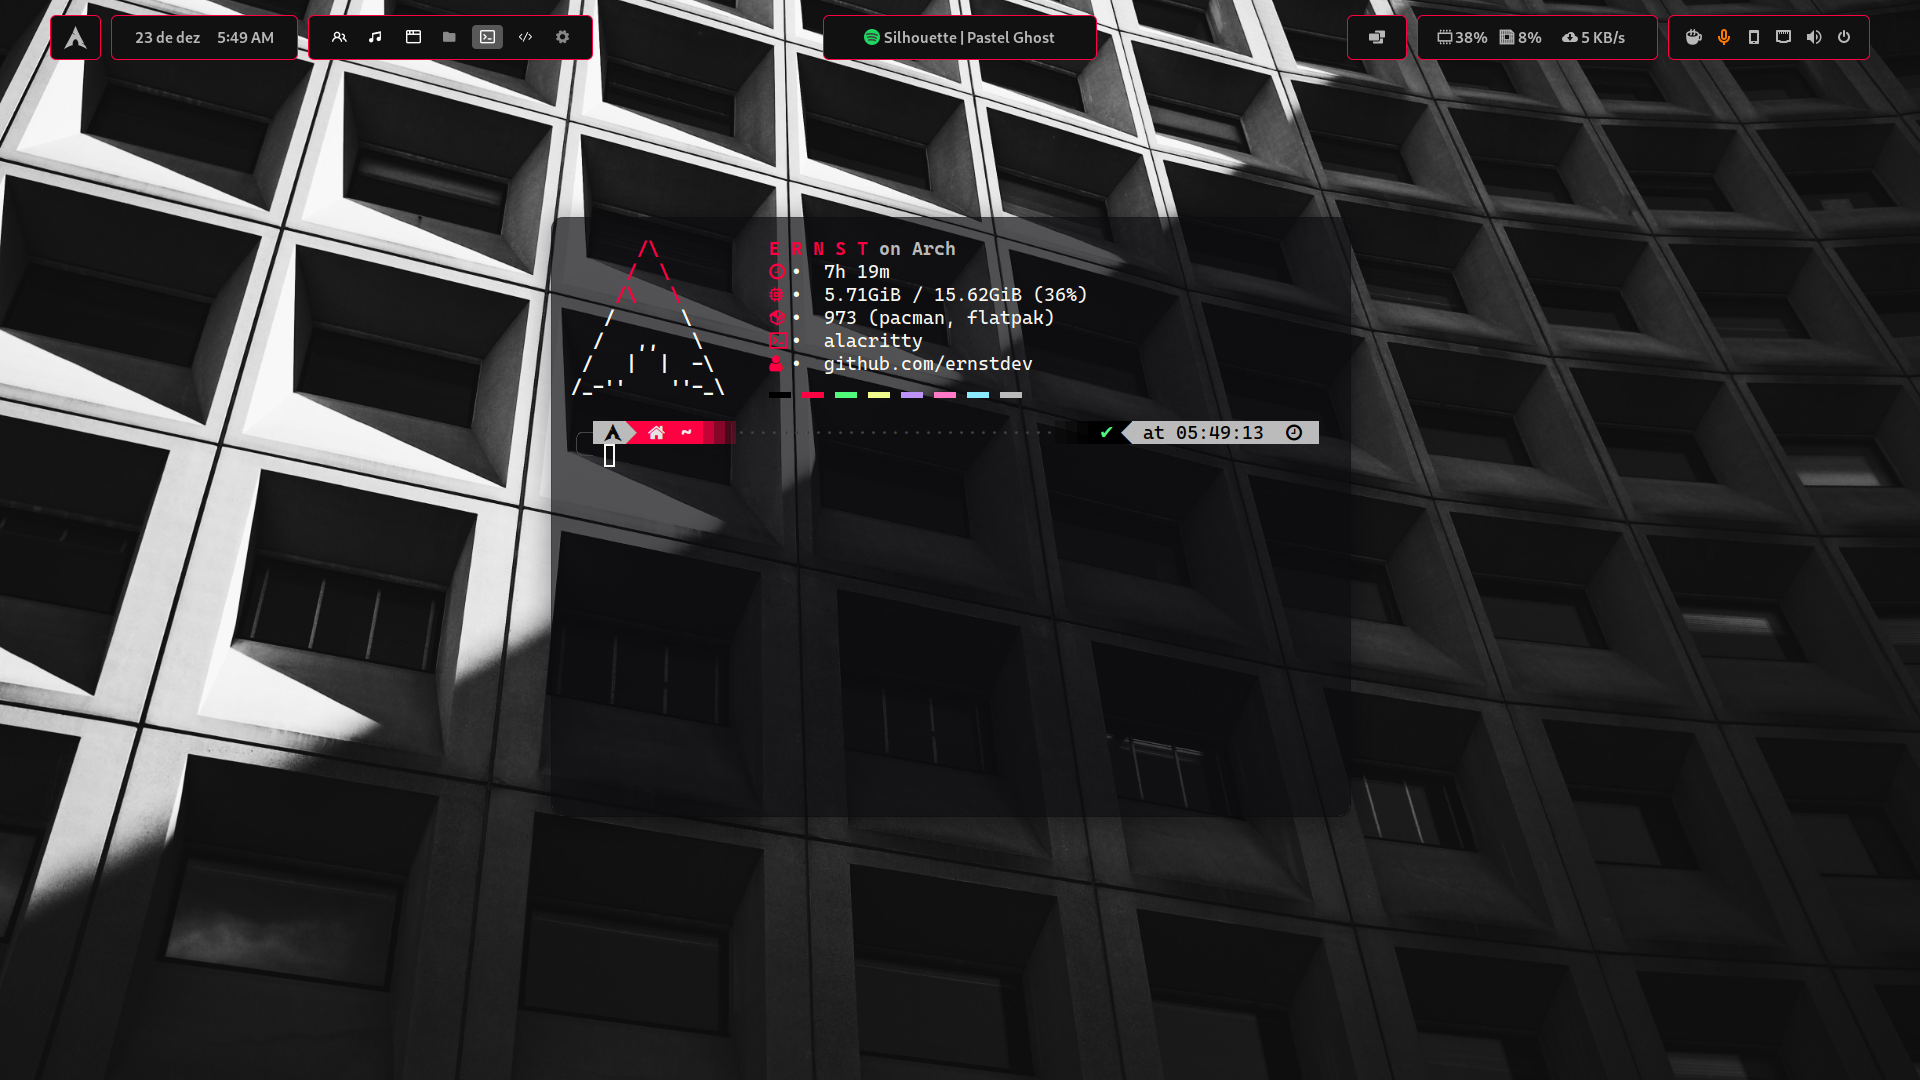 23 de dez 5:49 AM
Silhouette | Pastel Ghost
38% 8% 5 KB/s
E R N S T on Arch
• 7h 19m
• 5.71GiB / 15.62GiB (36%)
• 973 (pacman, flatpak)
• alacritty
• github.com/ernstdev
~ ✔ at 05:49:13